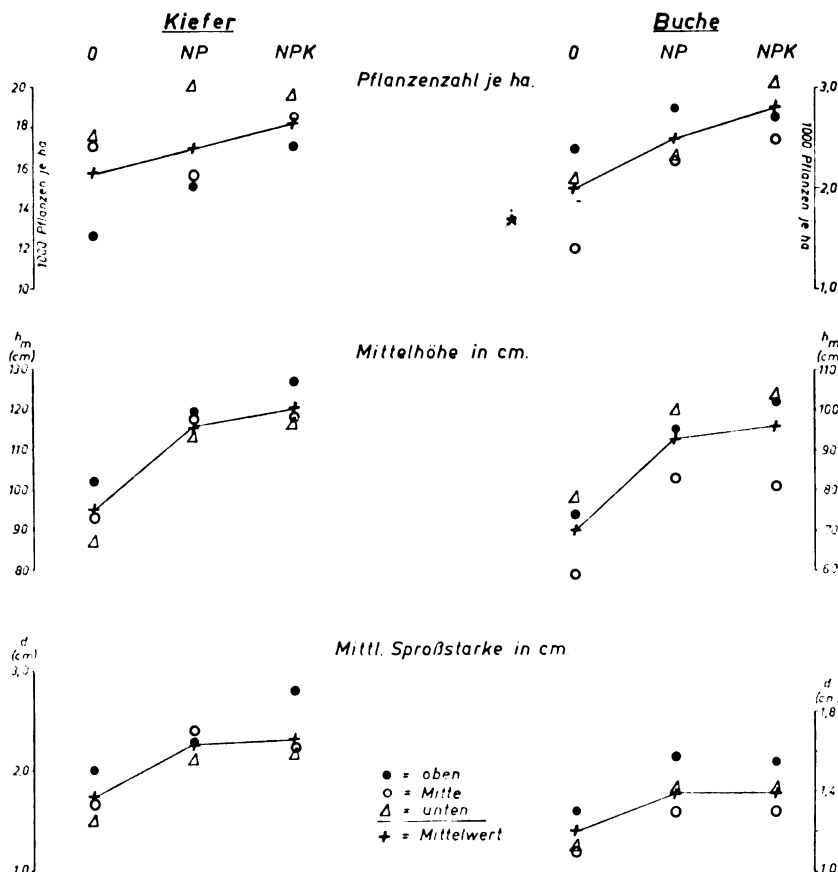 Kiefer Buche
0 NP NPK 0 NP NPK
Pflanzenzahl je ha.
20
18
16
14
12
10
1000 Pflanzen je ha
3,0
2,0
1,0
1000 Pflanzen je ha
Mittelhöhe in cm.
hm
(cm)
130
120
110
100
90
80
hm
(cm)
110
100
90
80
70
60
Mittl. Sproßstarke in cm.
d
(cm)
3,0
2,0
1,0
d
(cm
1,8
1,4
1,0
● = oben
○ = Mitte
△ = unten
+ = Mittelwert